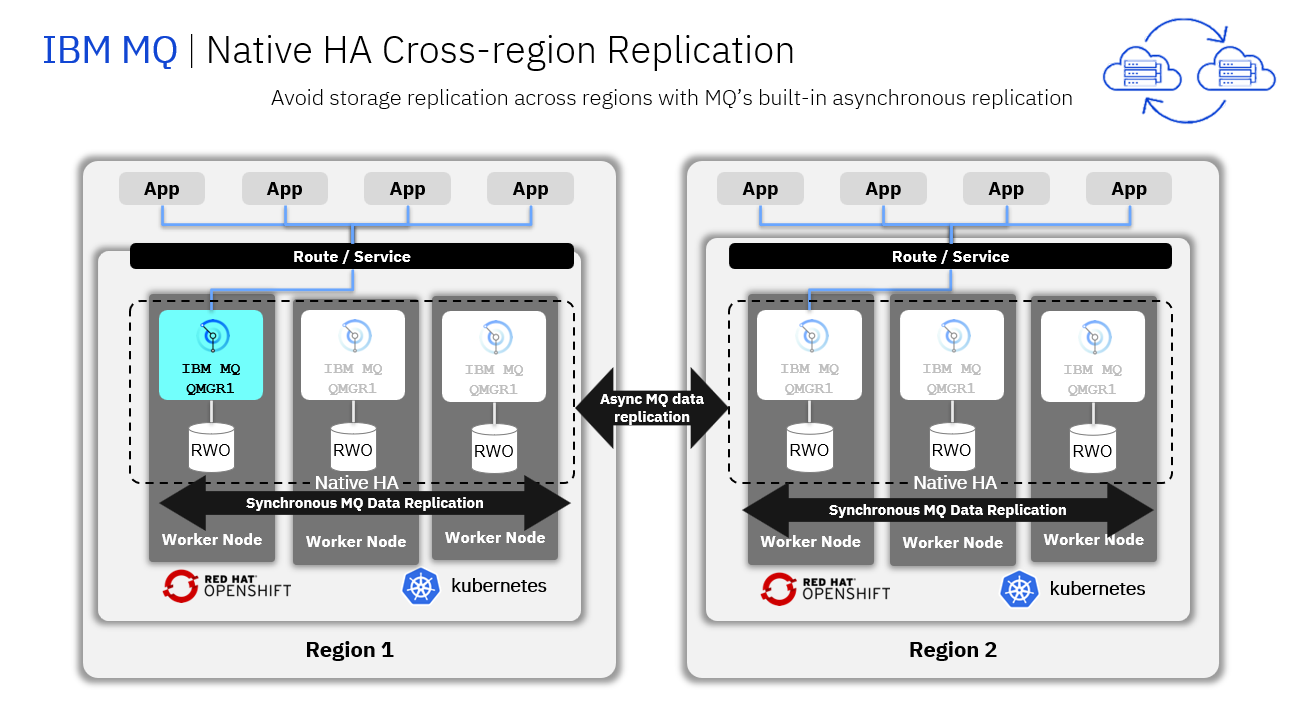 IBM MQ | Native HA Cross-region Replication
Avoid storage replication across regions with MQ's built-in asynchronous replication
App App App App
Route / Service
IBM MQ QMGR1
IBM MQ QMGR1
IBM MQ QMGR1
RWO RWO RWO
Native HA
Synchronous MQ Data Replication
Worker Node Worker Node Worker Node
RED HAT® OPENSHIFT
kubernetes
Region 1
Async MQ data
replication
App App App App
Route / Service
IBM MQ QMGR1
IBM MQ QMGR1
IBM MQ QMGR1
RWO RWO RWO
Native HA
Synchronous MQ Data Replication
Worker Node Worker Node Worker Node
RED HAT® OPENSHIFT
kubernetes
Region 2